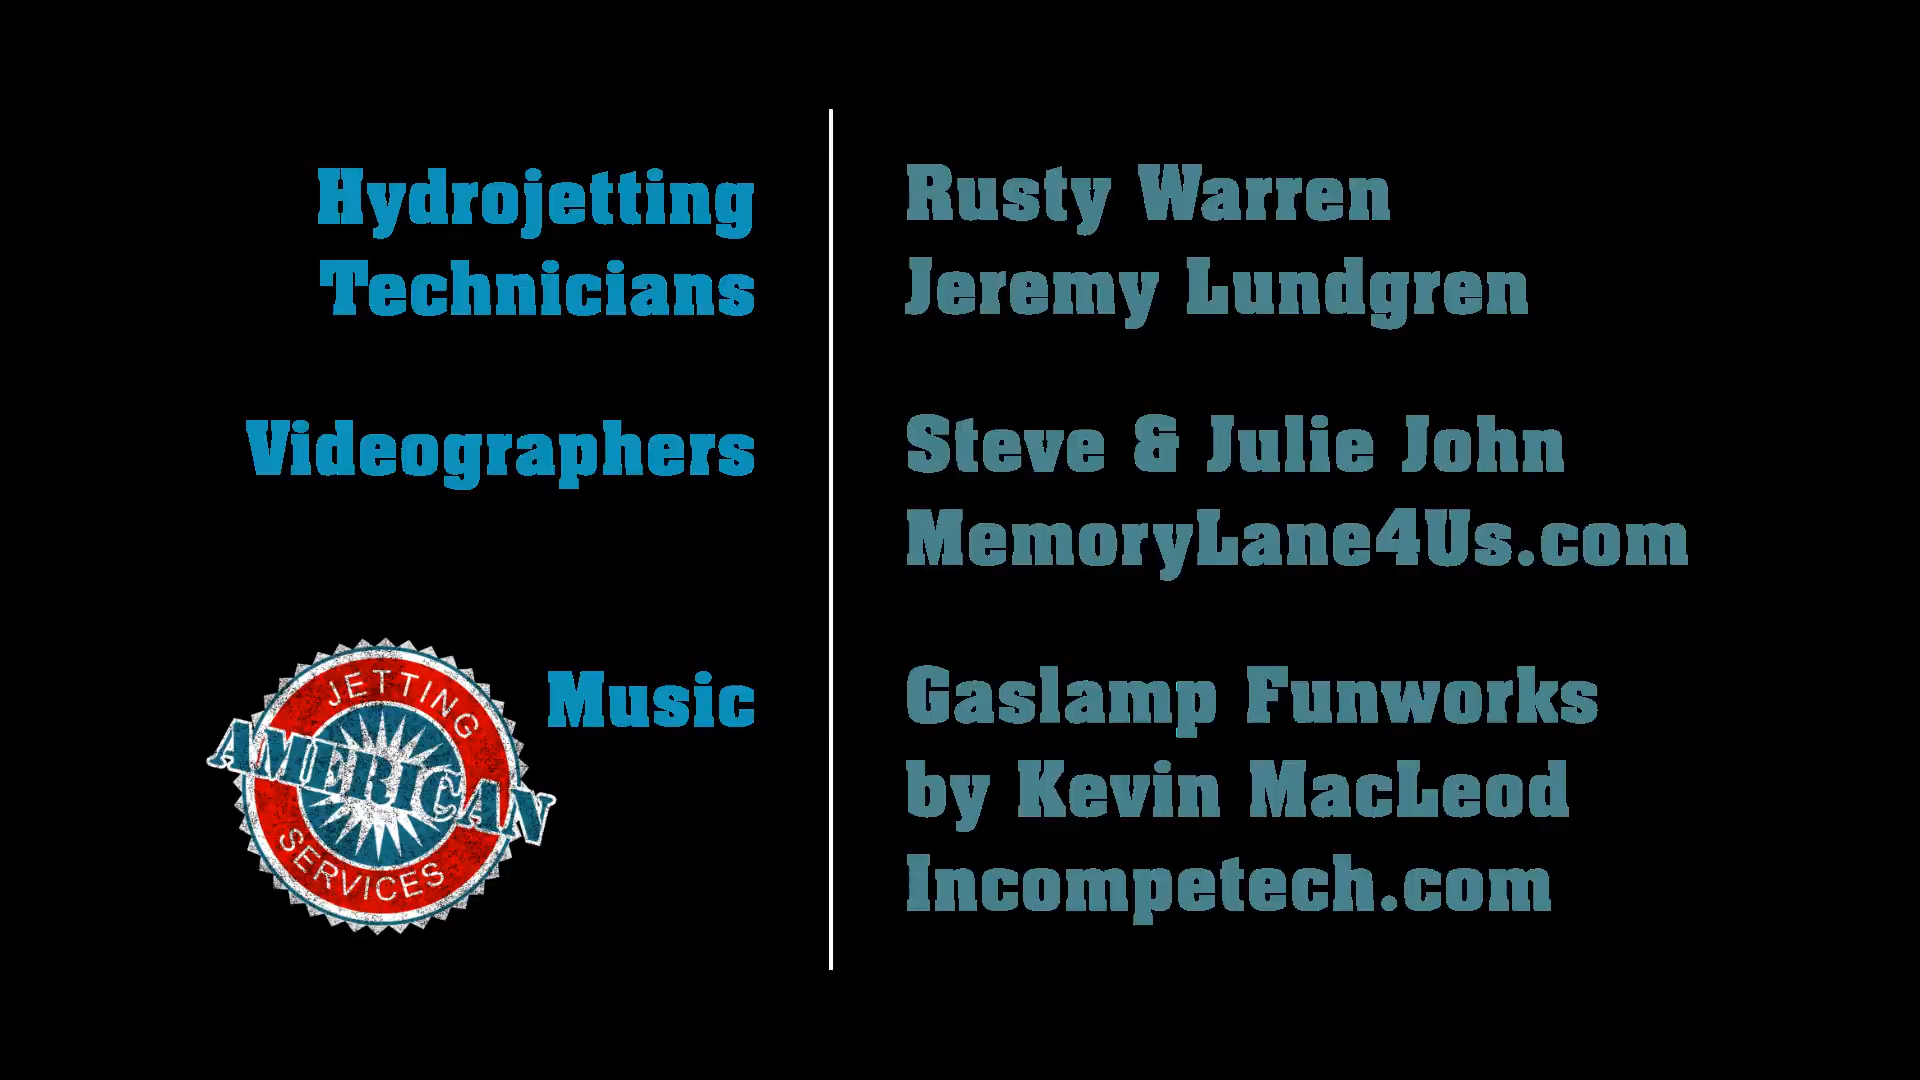 Hydrojetting
Technicians
Rusty Warren
Jeremy Lundgren
Videographers
Steve & Julie John
MemoryLane4Us.com
Music
Gaslamp Funworks
by Kevin MacLeod
Incompetech.com
JETTING
AMERICAN
SERVICES